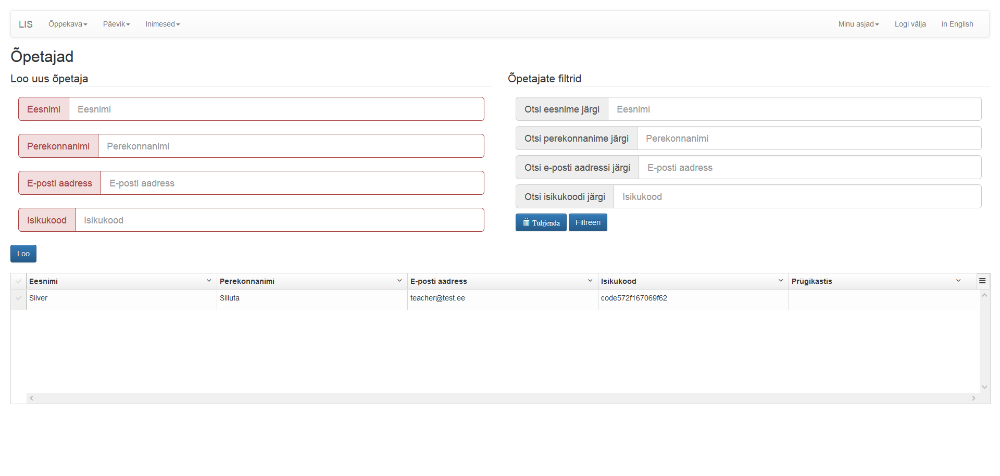 LIS Õppekava Päevik Inimesed Minu asjad Logi välja in English
Õpetajad
Loo uus õpetaja
Eesnimi Eesnimi
Perekonnanimi Perekonnanimi
E-posti aadress E-posti aadress
Isikukood Isikukood
Loo
Õpetajate filtrid
Otsi eesnime järgi Eesnimi
Otsi perekonnanime järgi Perekonnanimi
Otsi e-posti aadressi järgi E-posti aadress
Otsi isikukoodi järgi Isikukood
Tühjenda Filtreeri
Eesnimi Perekonnanimi E-posti aadress Isikukood Prügikastis
Silver Silluta teacher@test.ee code572f167069f62